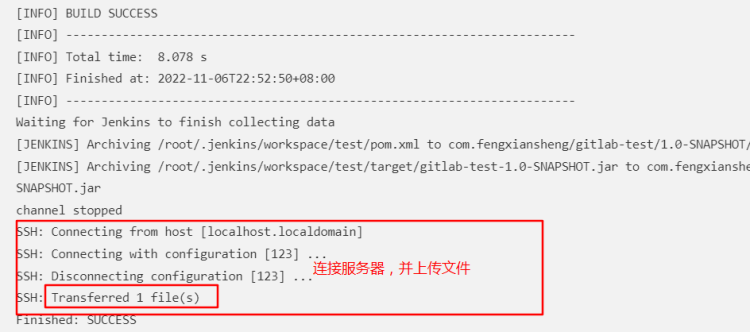 [INFO] BUILD SUCCESS
[INFO] ------------------------------------------------------------------------
[INFO] Total time:  8.078 s
[INFO] Finished at: 2022-11-06T22:52:50+08:00
[INFO] ------------------------------------------------------------------------
Waiting for Jenkins to finish collecting data
[JENKINS] Archiving /root/.jenkins/workspace/test/pom.xml to com.fengxiansheng/gitlab-test/1.0-SNAPSHOT/
[JENKINS] Archiving /root/.jenkins/workspace/test/target/gitlab-test-1.0-SNAPSHOT.jar to com.fengxianshe
SNAPSHOT.jar
channel stopped
SSH: Connecting from host [localhost.localdomain]
SSH: Connecting with configuration [123] ...
SSH: Disconnecting configuration [123] ...
连接服务器，并上传文件
SSH: Transferred 1 file(s)
Finished: SUCCESS